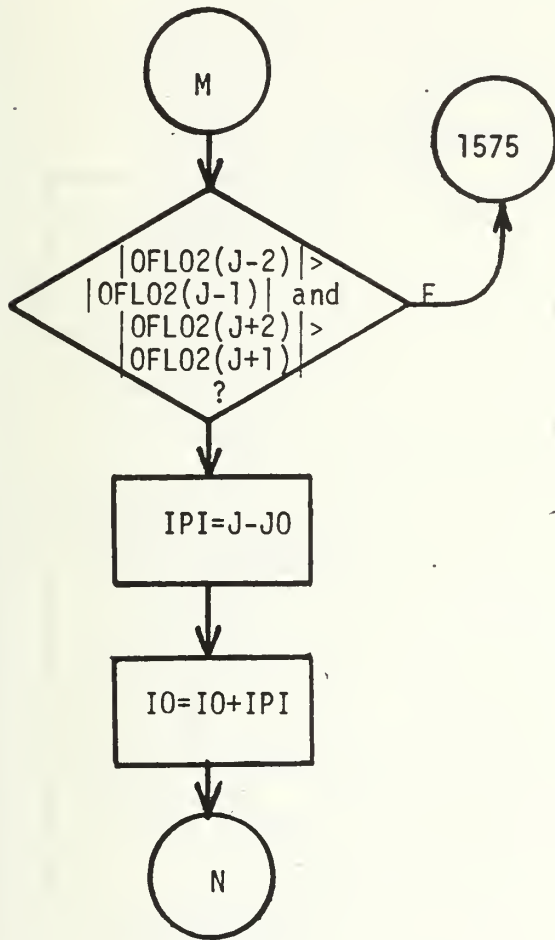 M
1575
|OFLO2(J-2)|>
|OFLO2(J-1)| and
|OFLO2(J+2)|>
|OFLO2(J+1)|
?
F
IPI=J-JO
IO=IO+IPI
N